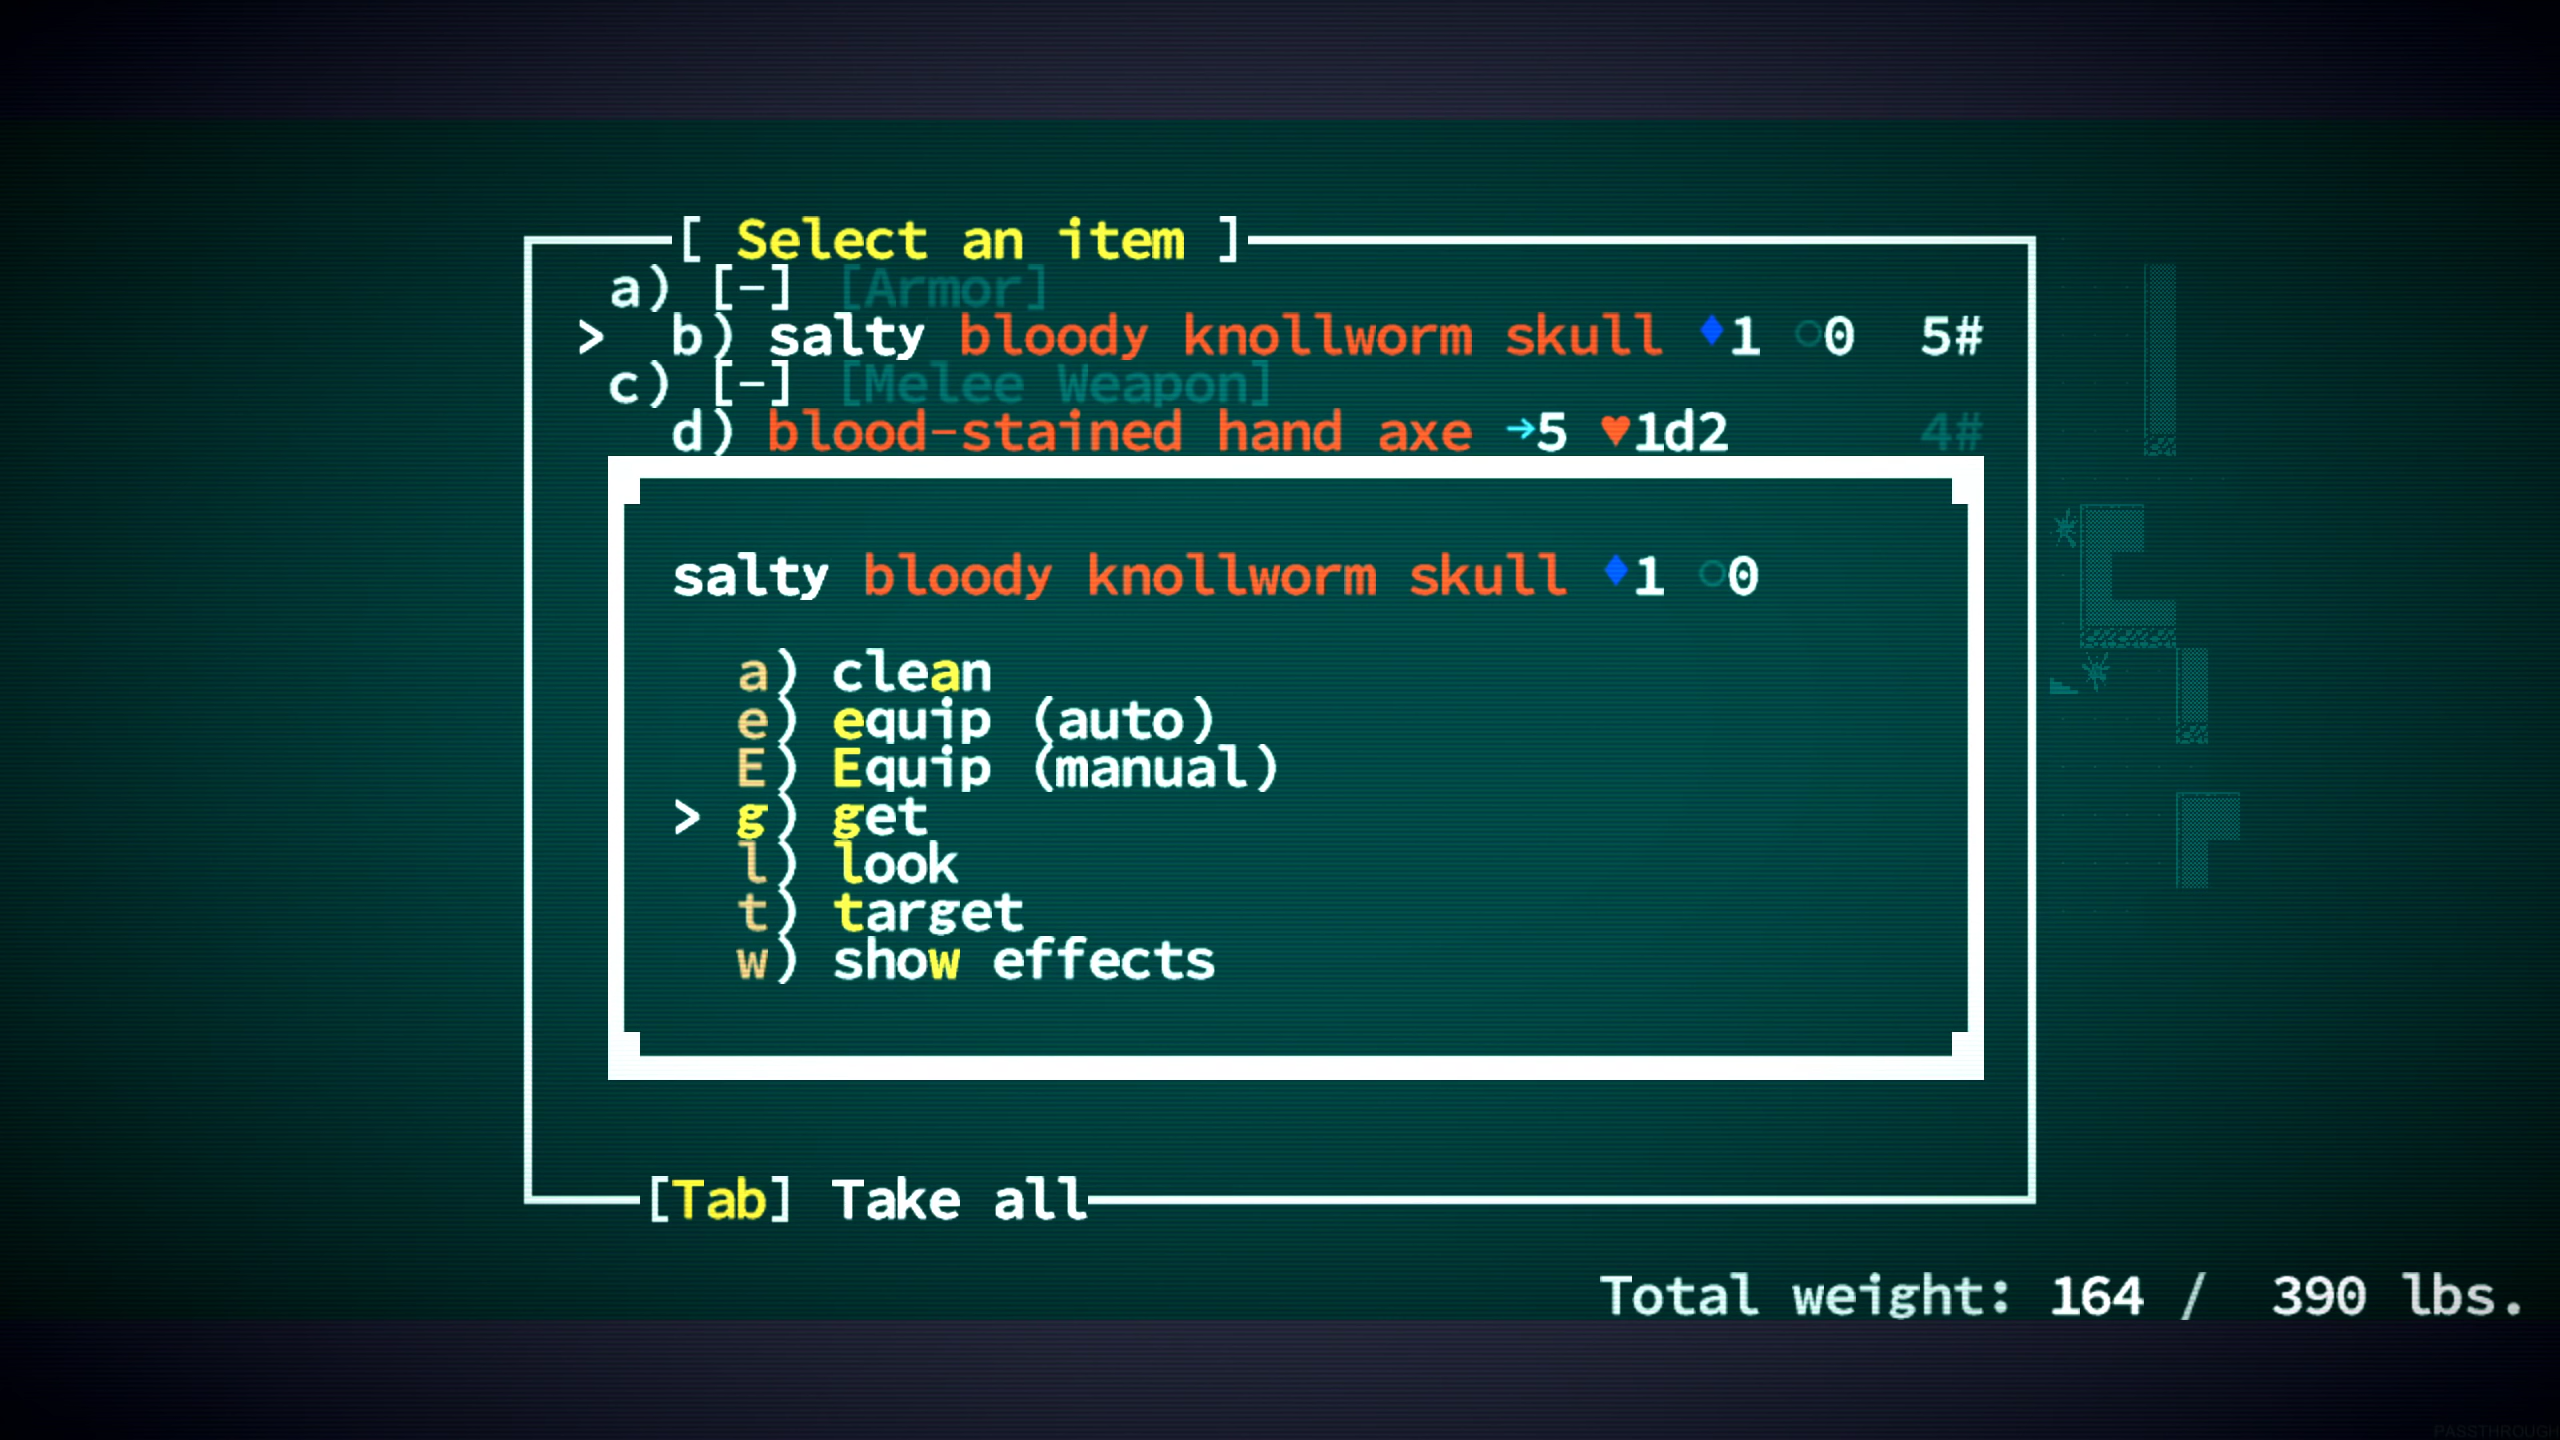 [ Select an item ]
a) [-] [Armor]
> b) salty bloody knollworm skull ♦1 ○0 5#
c) [-] [Melee Weapon]
d) blood-stained hand axe →5 ♥1d2 4#
salty bloody knollworm skull ♦1 ○0
a) clean
e) equip (auto)
E) Equip (manual)
> g) get
l) look
t) target
w) show effects
[Tab] Take all
Total weight: 164 / 390 lbs.
PASSTHROUGH